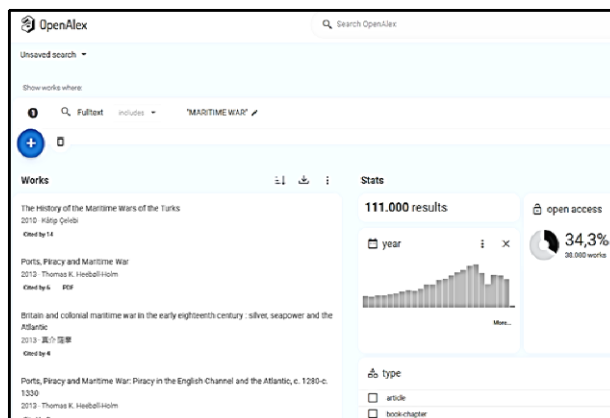 OpenAlex
Search OpenAlex
Unsaved search
Show works where:
1 Fulltext includes "MARITIME WAR"
Works
The History of the Maritime Wars of the Turks
2010 · Kâtip Çelebi
Cited by 14
Ports, Piracy and Maritime War
2013 · Thomas K. Heebøll-Holm
Cited by 6 PDF
Britain and colonial maritime war in the early eighteenth century : silver, seapower and the
Atlantic
2013 ·
Cited by 4
Ports, Piracy and Maritime War: Piracy in the English Channel and the Atlantic, c. 1280-c.
1330
2013 · Thomas K. Heebøll-Holm
Stats
111.000 results
year
More...
type
article
book-chapter
open access
34,3%
38.000 works